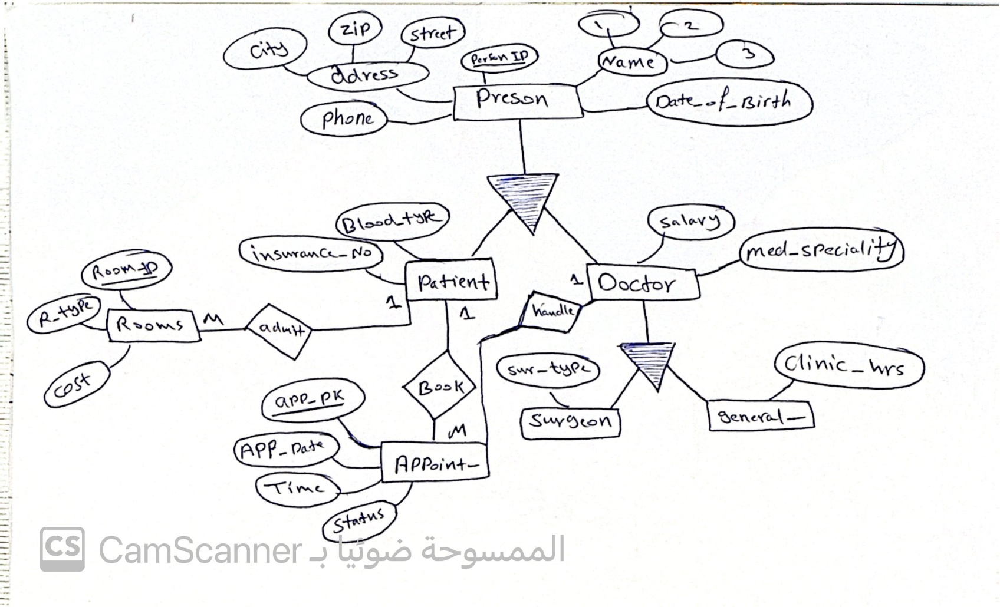 city
zip
street
address
Person ID
Name
1
2
3
Preson
phone
Date_of_Birth
Blood_type
insurance_No
Patient
salary
med_speciality
Doctor
1
handle
Room_ID
R_type
Rooms
cost
M
admit
1
1
Book
M
app_pk
APP_Date
Time
Status
APPoint_
sur_type
Surgeon
Clinic_hrs
general_
CS CamScanner الممسوحة ضوئيا بـ